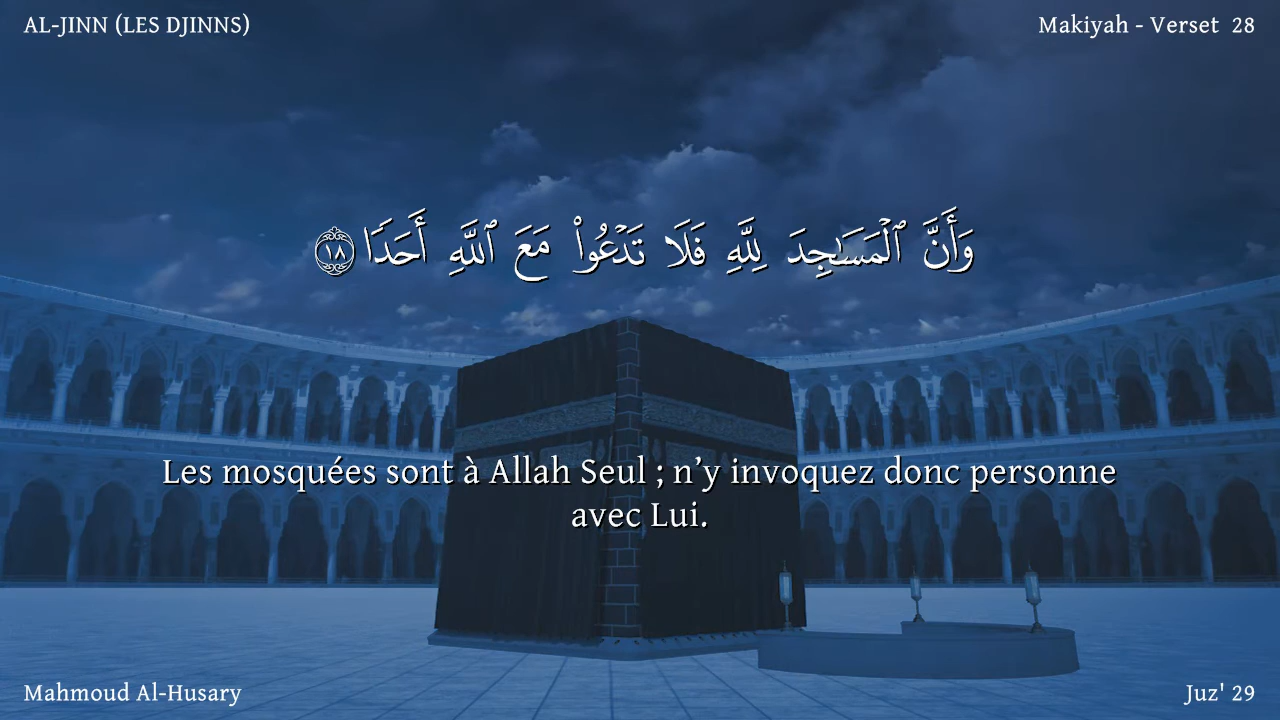 AL-JINN (LES DJINNS)
Makiyah - Verset 28
وَأَنَّ ٱلْمَسَـٰجِدَ لِلَّهِ فَلَا تَدْعُوا۟ مَعَ ٱللَّهِ أَحَدًا ١٨
Les mosquées sont à Allah Seul ; n’y invoquez donc personne
avec Lui.
Mahmoud Al-Husary
Juz' 29